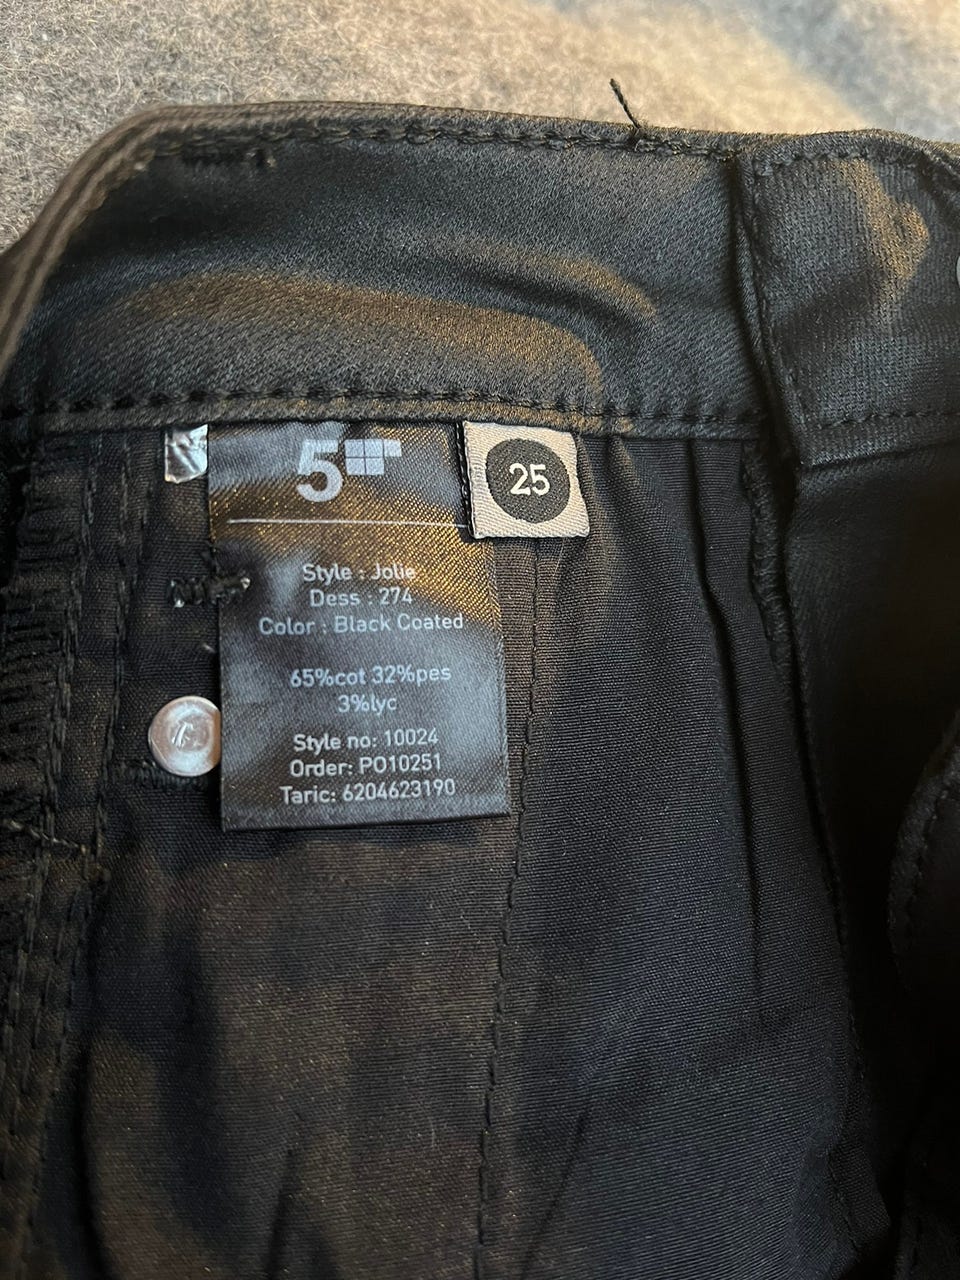 5
25
Style : Jolie
Dess : 274
Color : Black Coated
65%cot 32%pes
3%lyc
Style no: 10024
Order: PO10251
Taric: 6204623190